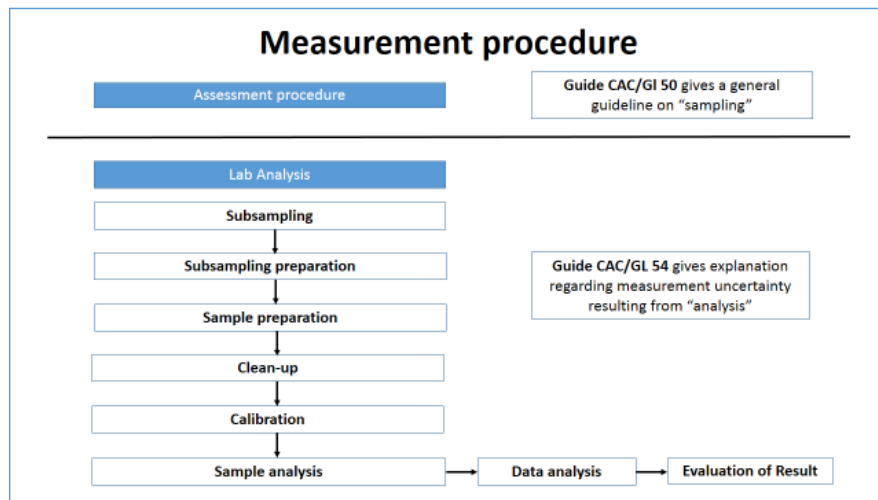 Measurement procedure
Assessment procedure
Guide CAC/Gl 50 gives a general
guideline on “sampling”
Lab Analysis
Subsampling
Subsampling preparation
Guide CAC/GL 54 gives explanation
regarding measurement uncertainty
resulting from “analysis”
Sample preparation
Clean-up
Calibration
Sample analysis
Data analysis
Evaluation of Result